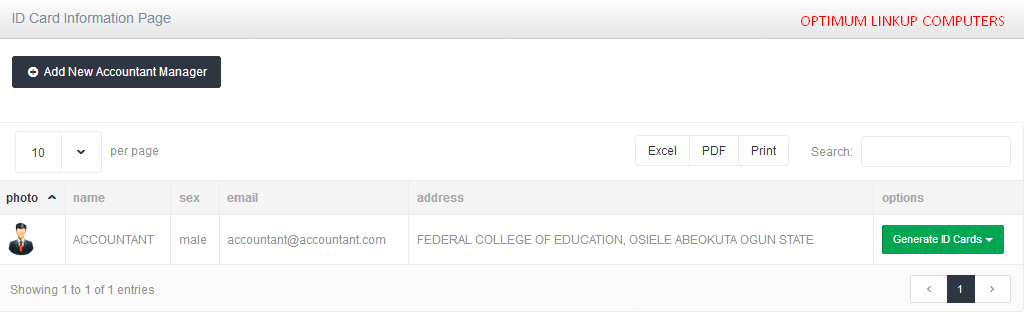 ID Card Information Page
OPTIMUM LINKUP COMPUTERS
Add New Accountant Manager
10 per page
Excel PDF Print Search:
photo name sex email address options
ACCOUNTANT male accountant@accountant.com FEDERAL COLLEGE OF EDUCATION, OSIELE ABEOKUTA OGUN STATE Generate ID Cards
Showing 1 to 1 of 1 entries
1